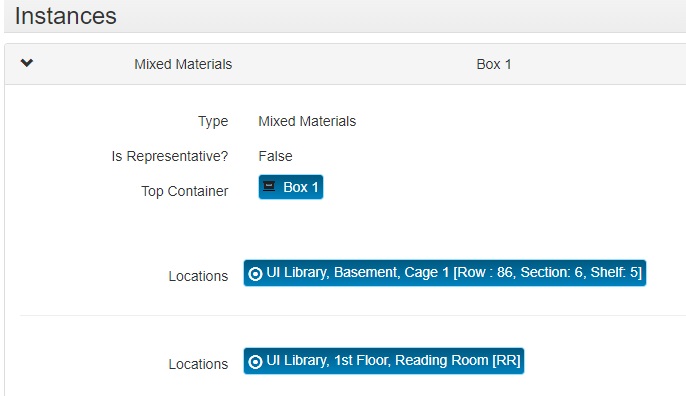 Instances
Mixed Materials Box 1
Type Mixed Materials
Is Representative? False
Top Container Box 1
Locations UI Library, Basement, Cage 1 [Row : 86, Section: 6, Shelf: 5]
Locations UI Library, 1st Floor, Reading Room [RR]